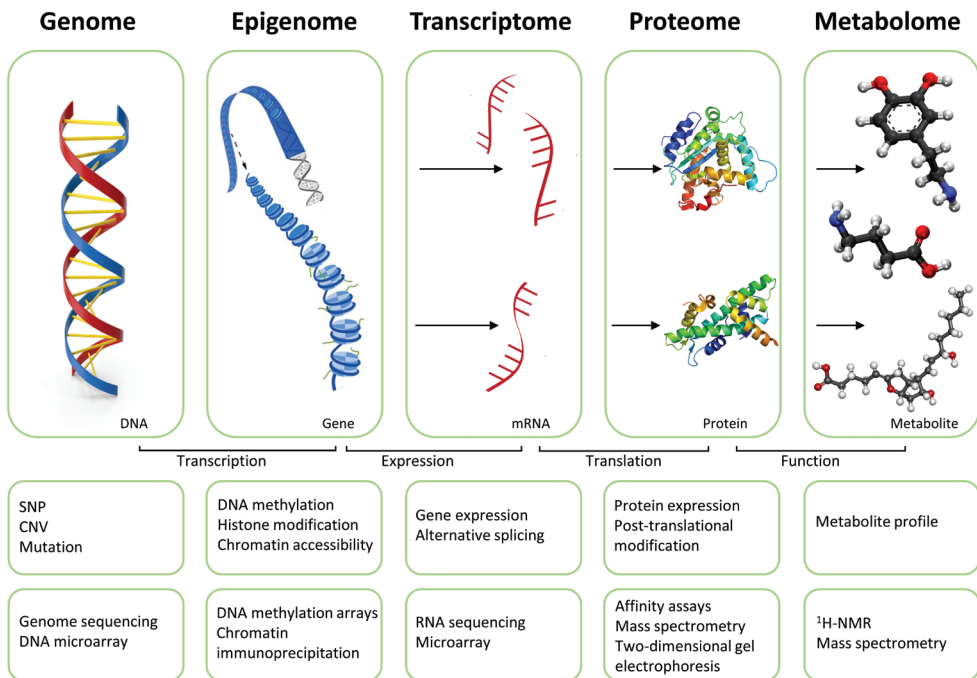 Genome
Epigenome
Transcriptome
Proteome
Metabolome
DNA
Gene
mRNA
Protein
Metabolite
Transcription
Expression
Translation
Function
SNP
CNV
Mutation
DNA methylation
Histone modification
Chromatin accessibility
Gene expression
Alternative splicing
Protein expression
Post-translational
modification
Metabolite profile
Genome sequencing
DNA microarray
DNA methylation arrays
Chromatin
immunoprecipitation
RNA sequencing
Microarray
Affinity assays
Mass spectrometry
Two-dimensional gel
electrophoresis
¹H-NMR
Mass spectrometry